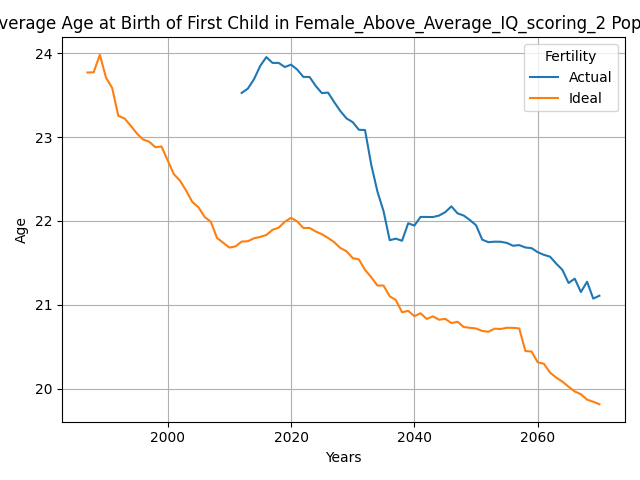 verage Age at Birth of First Child in Female_Above_Average_IQ_scoring_2 Pop
24
23
22
21
20
Age
2000
2020
2040
2060
Years
Fertility
Actual
Ideal